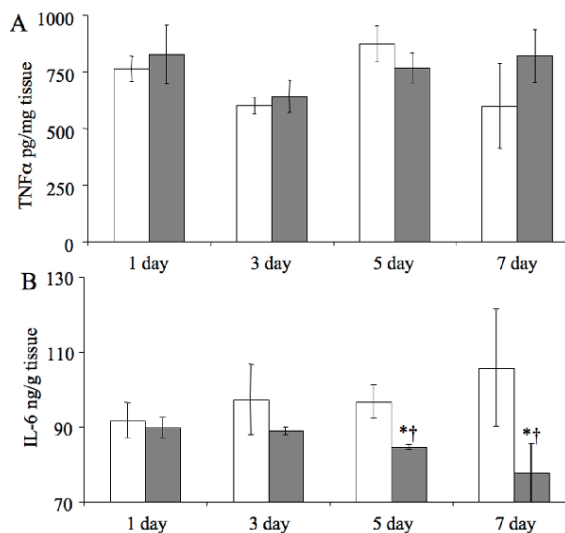 A
1000
750
500
250
0
TNFα pg/mg tissue
1 day 3 day 5 day 7 day
B
130
110
90
70
IL-6 ng/g tissue
*† *†
1 day 3 day 5 day 7 day